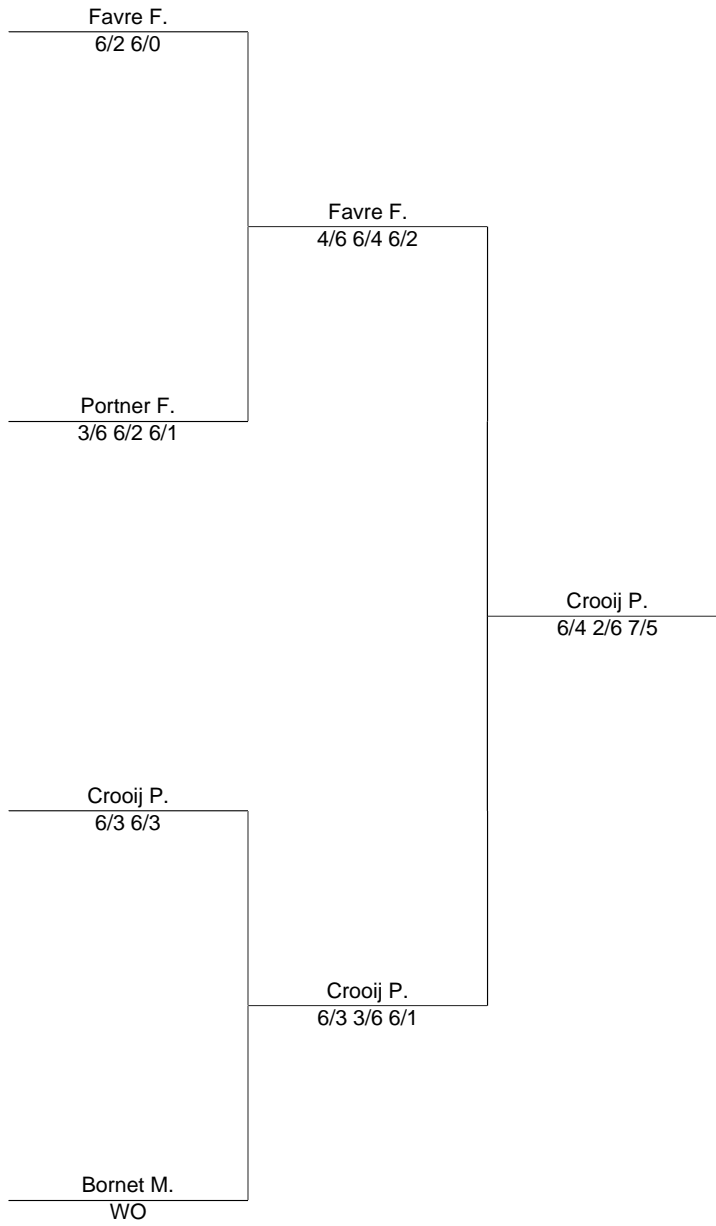 Favre F.
6/2 6/0
Favre F.
4/6 6/4 6/2
Portner F.
3/6 6/2 6/1
Crooij P.
6/4 2/6 7/5
Crooij P.
6/3 6/3
Crooij P.
6/3 3/6 6/1
Bornet M.
WO